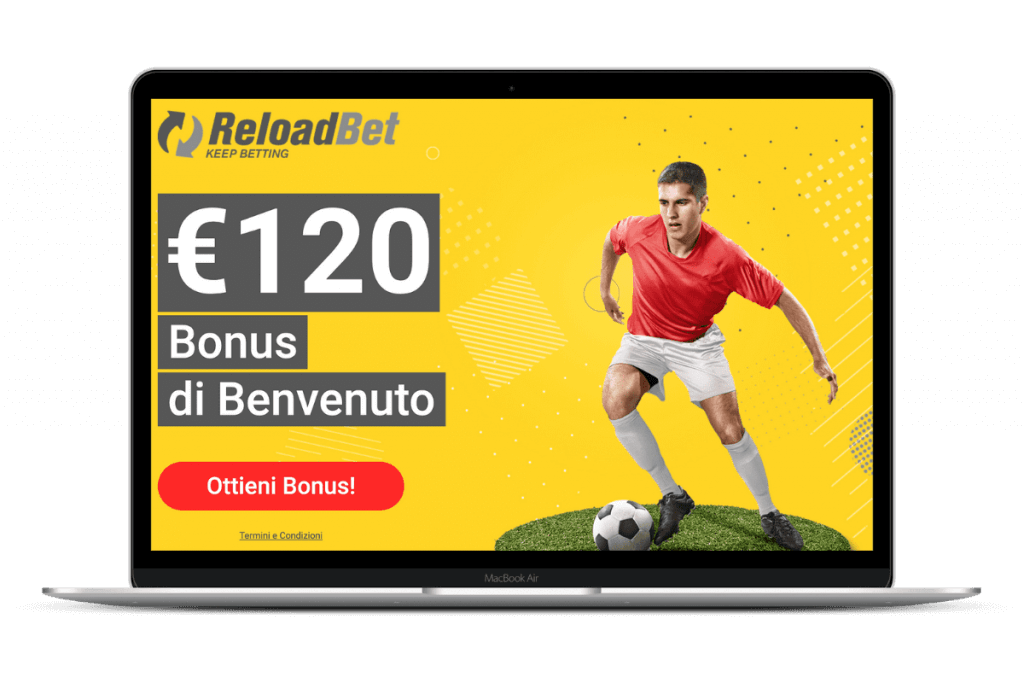 ReloadBet
KEEP BETTING
€120
Bonus
di Benvenuto
Ottieni Bonus!
Termini e Condizioni
MacBook Air